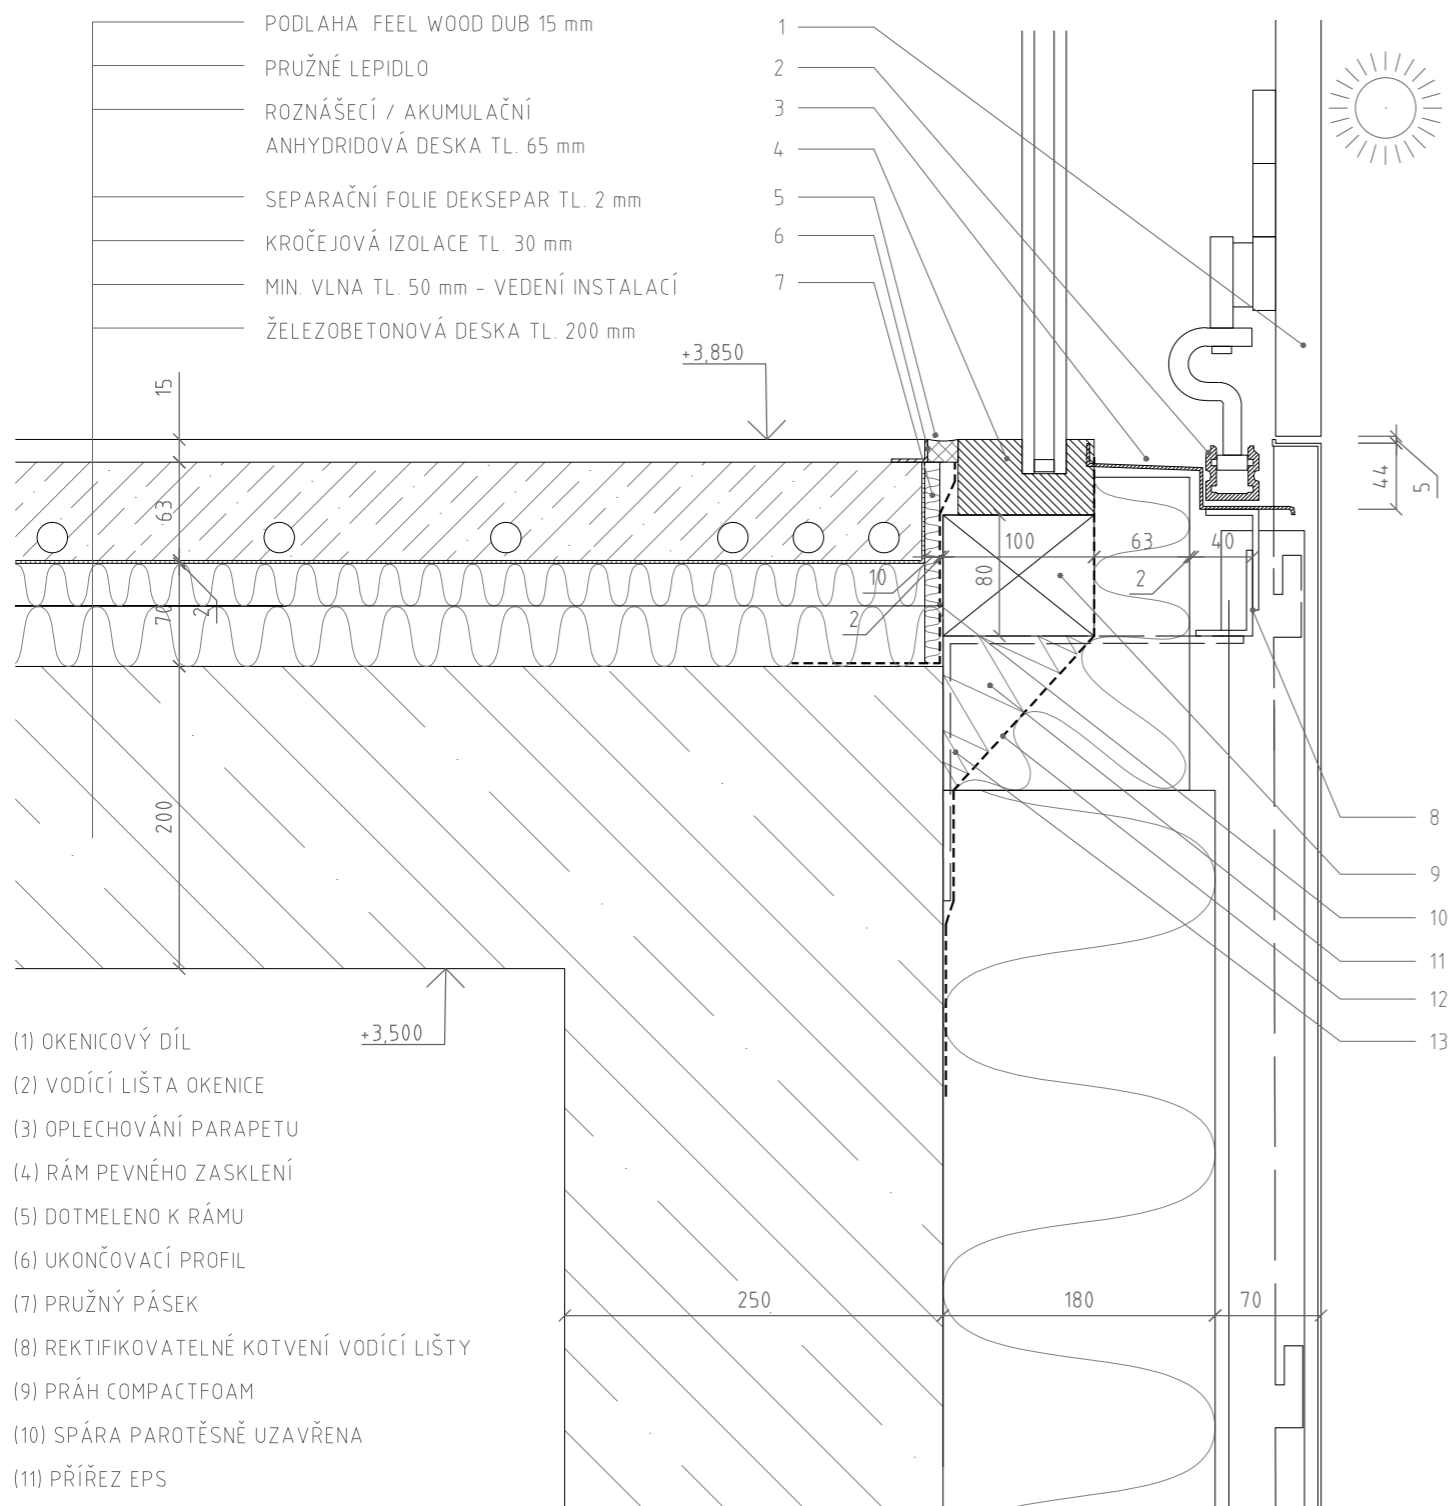 PODLAHA FEEL WOOD DUB 15 mm
PRUŽNÉ LEPIDLO
ROZNÁŠECÍ / AKUMULAČNÍ
ANHYDRIDOVÁ DESKA TL. 65 mm
SEPARAČNÍ FOLIE DEKSEPAR TL. 2 mm
KROČEJOVÁ IZOLACE TL. 30 mm
MIN. VLNA TL. 50 mm - VEDENÍ INSTALACÍ
ŽELEZOBETONOVÁ DESKA TL. 200 mm
1
2
3
4
5
6
7
+3,850
15
63
2
70
200
10
2
100
80
63
2
40
44
5
8
9
10
11
12
13
+3,500
250
180
70
(1) OKENICOVÝ DÍL
(2) VODÍCÍ LIŠTA OKENICE
(3) OPLECHOVÁNÍ PARAPETU
(4) RÁM PEVNÉHO ZASKLENÍ
(5) DOTMELENO K RÁMU
(6) UKONČOVACÍ PROFIL
(7) PRUŽNÝ PÁSEK
(8) REKTIFIKOVATELNÉ KOTVENÍ VODÍCÍ LIŠTY
(9) PRÁH COMPACTFOAM
(10) SPÁRA PAROTĚSNĚ UZAVŘENA
(11) PŘÍŘEZ EPS